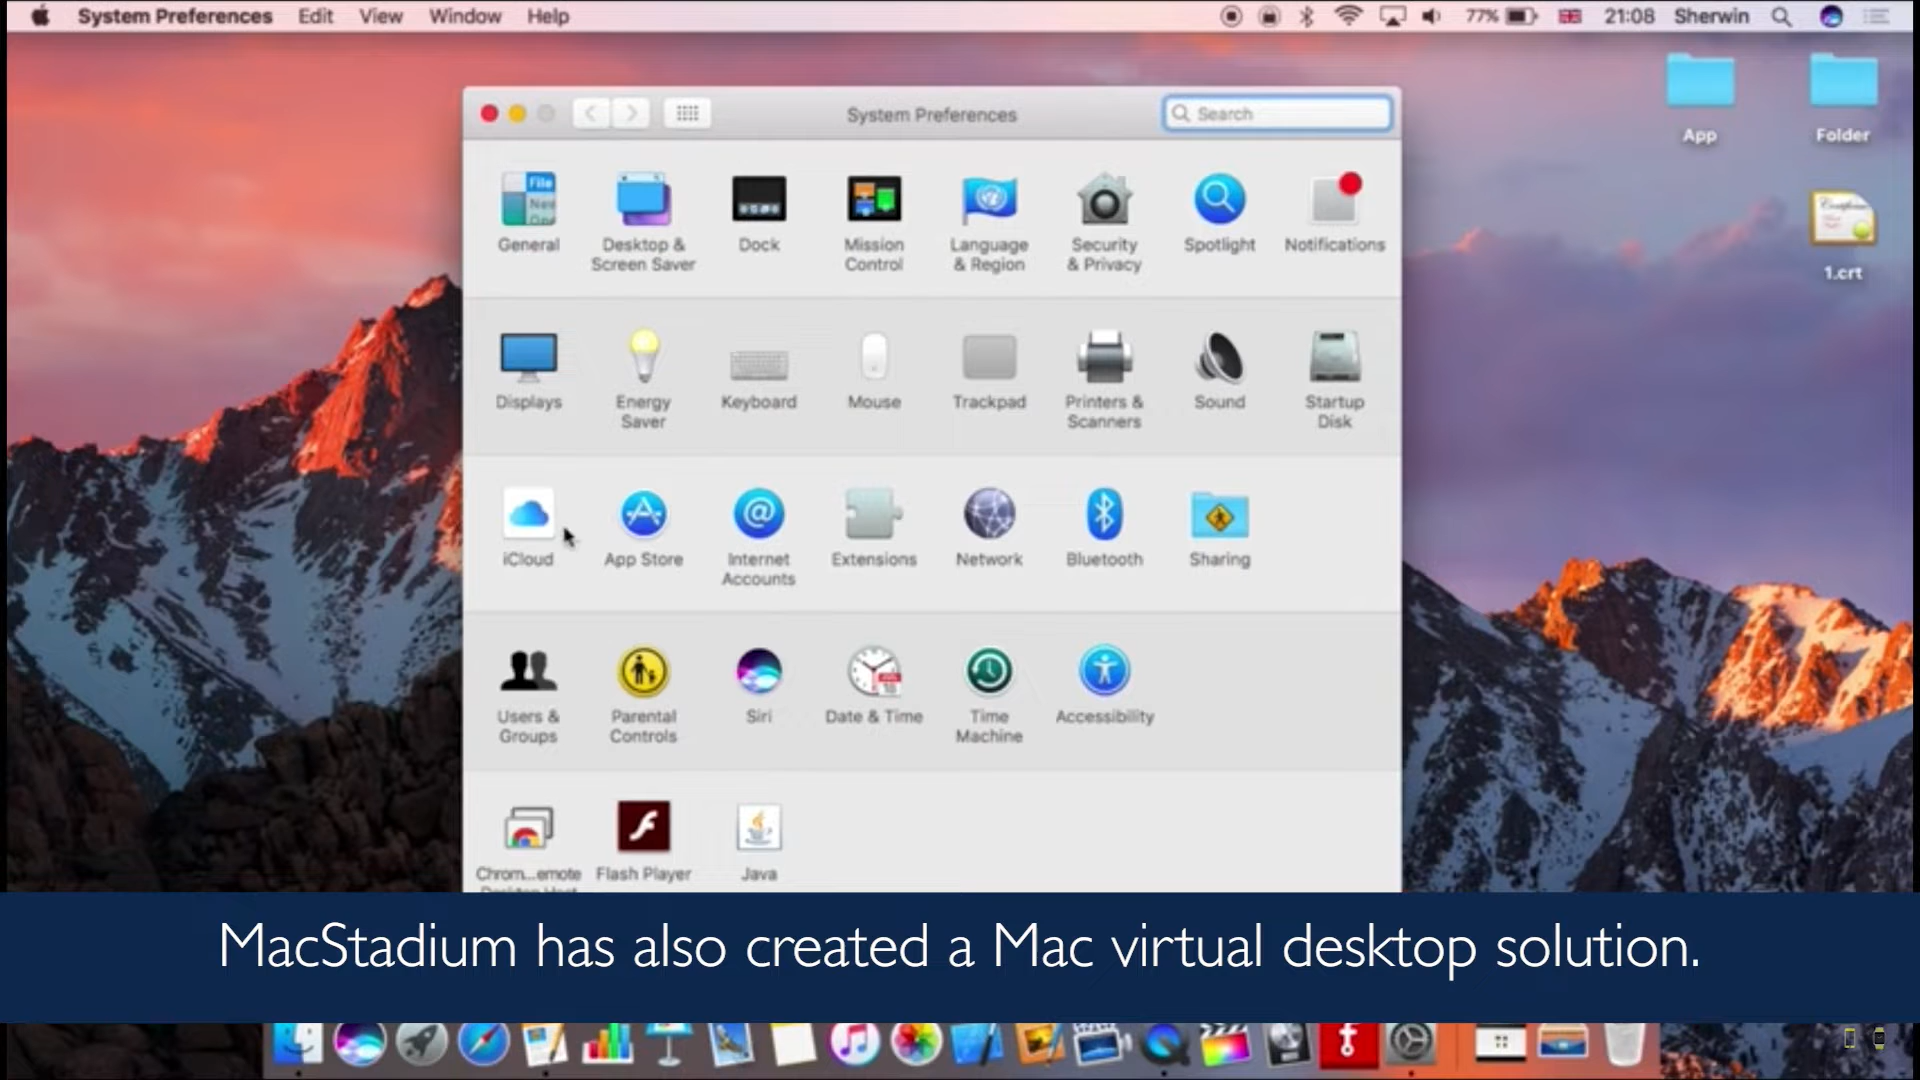 System Preferences Edit View Window Help 77% 21:08 Sherwin
App Folder
1.crt
System Preferences Search
General Desktop & Screen Saver Dock Mission Control Language & Region Security & Privacy Spotlight Notifications
Displays Energy Saver Keyboard Mouse Trackpad Printers & Scanners Sound Startup Disk
iCloud App Store Internet Accounts Extensions Network Bluetooth Sharing
Users & Groups Parental Controls Siri Date & Time Time Machine Accessibility
Chrom...emote Flash Player Java
MacStadium has also created a Mac virtual desktop solution.